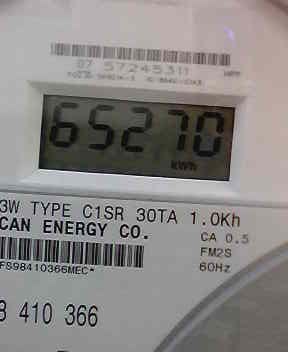 07 57245311
65270
kWh
3W TYPE C1SR 30TA 1.0Kh
CAN ENERGY CO.
CA 0.5
FM2S
FS98410366MEC*
60Hz
8 410 366